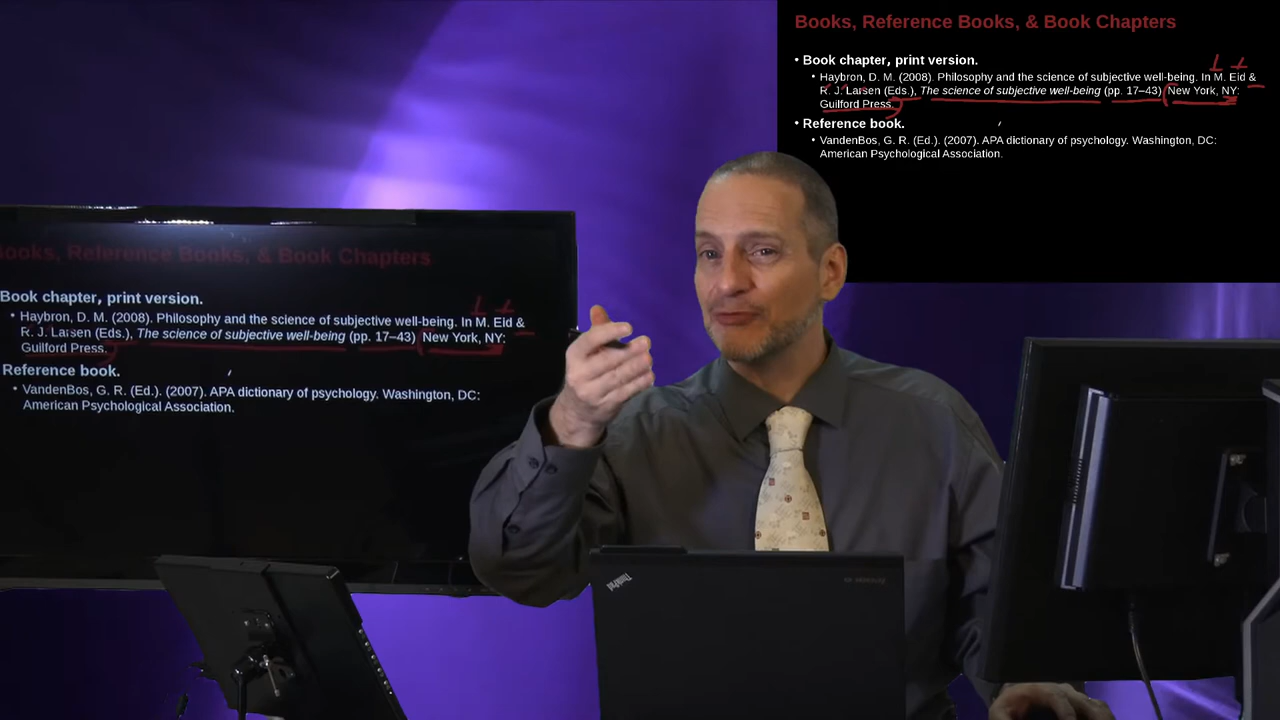 Books, Reference Books, & Book Chapters
• Book chapter, print version.
• Haybron, D. M. (2008). Philosophy and the science of subjective well-being. In M. Eid &
R. J. Larsen (Eds.), The science of subjective well-being (pp. 17–43) New York, NY:
Guilford Press.
• Reference book.
• VandenBos, G. R. (Ed.). (2007). APA dictionary of psychology. Washington, DC:
American Psychological Association.
Books, Reference Books, & Book Chapters
Book chapter, print version.
• Haybron, D. M. (2008). Philosophy and the science of subjective well-being. In M. Eid &
R. J. Larsen (Eds.), The science of subjective well-being (pp. 17–43) New York, NY:
Guilford Press.
Reference book.
• VandenBos, G. R. (Ed.). (2007). APA dictionary of psychology. Washington, DC:
American Psychological Association.
ThinkPad